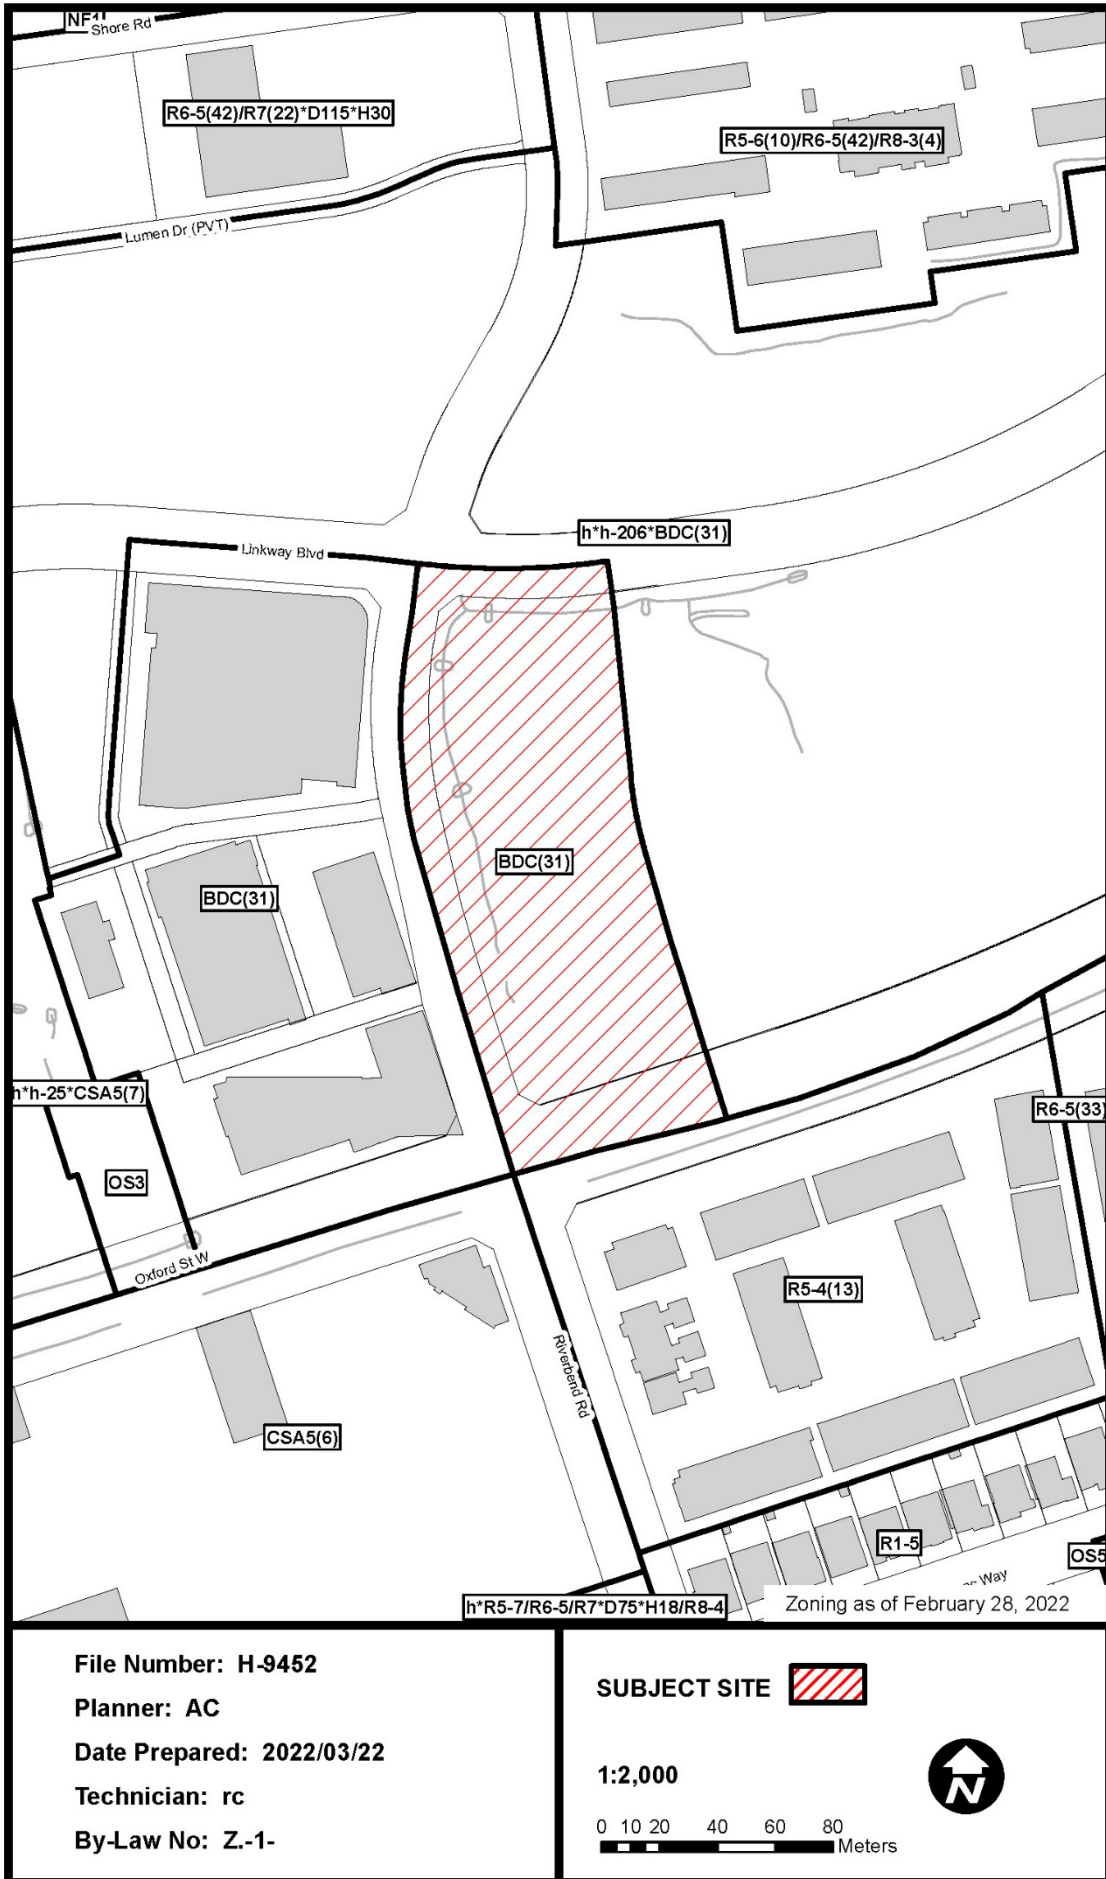 NF1
Shore Rd
R6-5(42)/R7(22)*D115*H30
R5-6(10)/R6-5(42)/R8-3(4)
Lumen Dr (PVT)
h*h-206*BDC(31)
Linkway Blvd
BDC(31)
BDC(31)
h*h-25*CSA5(7)
R6-5(33)
OS3
Oxford St W
R5-4(13)
Riverbend Rd
CSA5(6)
R1-5
OS5
Way
h*R5-7/R6-5/R7*D75*H18/R8-4
Zoning as of February 28, 2022
File Number: H-9452
Planner: AC
Date Prepared: 2022/03/22
Technician: rc
By-Law No: Z.-1-
SUBJECT SITE
1:2,000
N
0 10 20 40 60 80
Meters